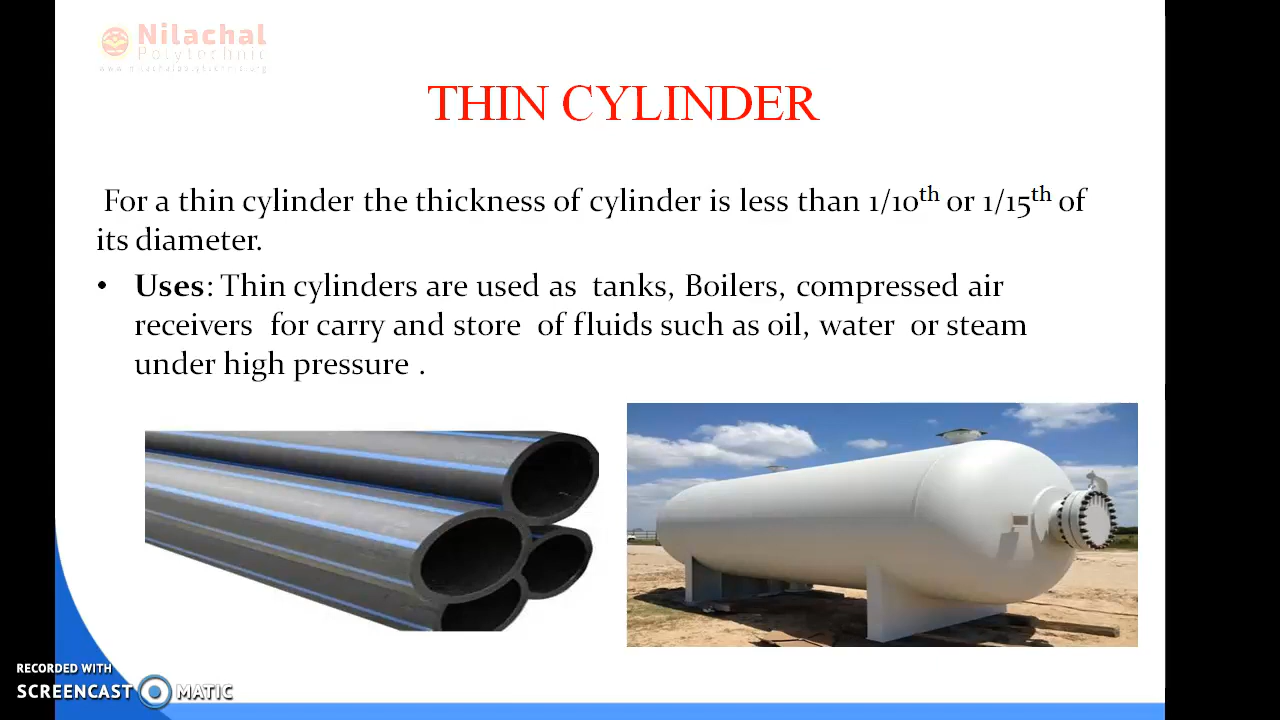 Nilachal
Polytechnic
THIN CYLINDER
For a thin cylinder the thickness of cylinder is less than 1/10th or 1/15th of
its diameter.
• Uses: Thin cylinders are used as tanks, Boilers, compressed air
receivers for carry and store of fluids such as oil, water or steam
under high pressure .
RECORDED WITH
SCREENCAST MATIC